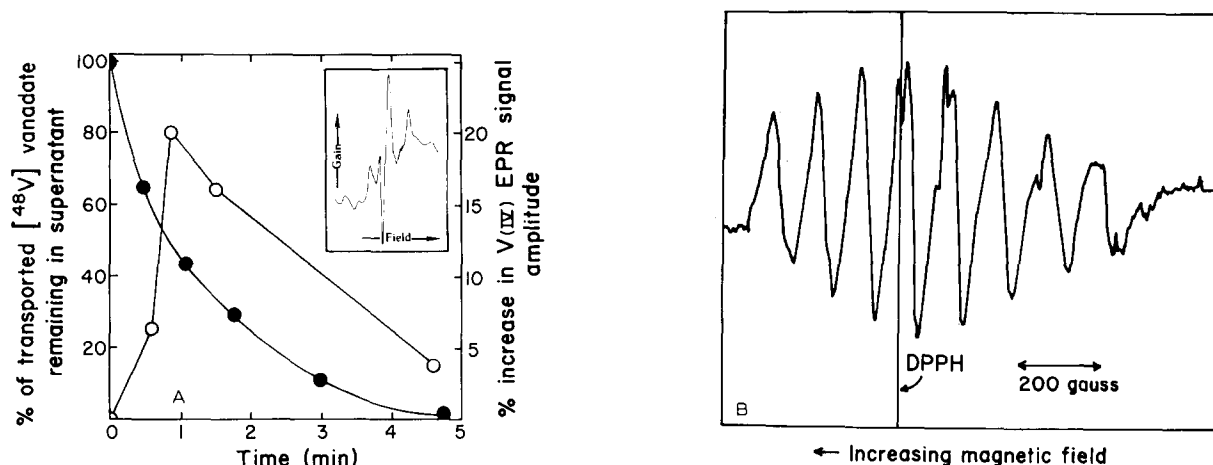 % of transported [⁴⁸V] vanadate
remaining in supernatant
100
80
60
40
20
0
1
2
3
4
5
Time (min)
A
Gain
Field
20
15
10
5
% increase in V(IV) EPR signal
amplitude
DPPH
200 gauss
B
← Increasing magnetic field